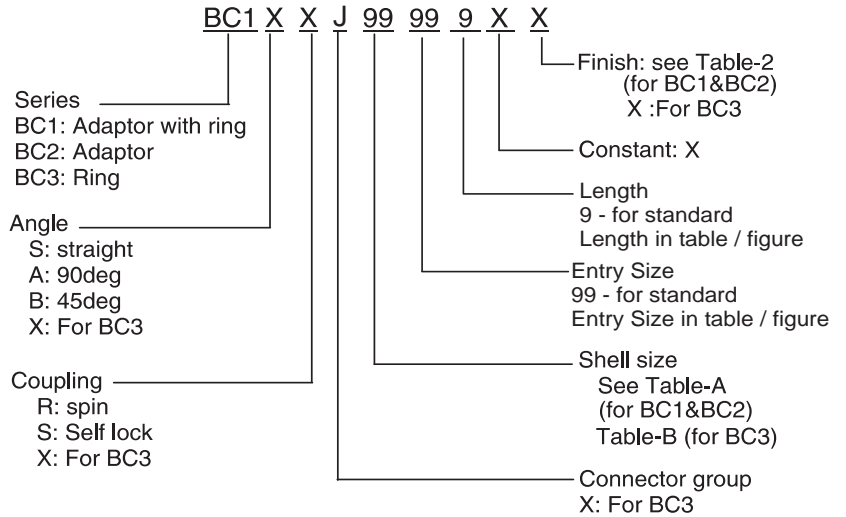 BC1 X X J 99 99 9 X X
Finish: see Table-2
(for BC1&BC2)
X :For BC3
Series
BC1: Adaptor with ring
BC2: Adaptor
BC3: Ring
Constant: X
Length
9 - for standard
Length in table / figure
Angle
S: straight
A: 90deg
B: 45deg
X: For BC3
Entry Size
99 - for standard
Entry Size in table / figure
Shell size
See Table-A
(for BC1&BC2)
Table-B (for BC3)
Coupling
R: spin
S: Self lock
X: For BC3
Connector group
X: For BC3